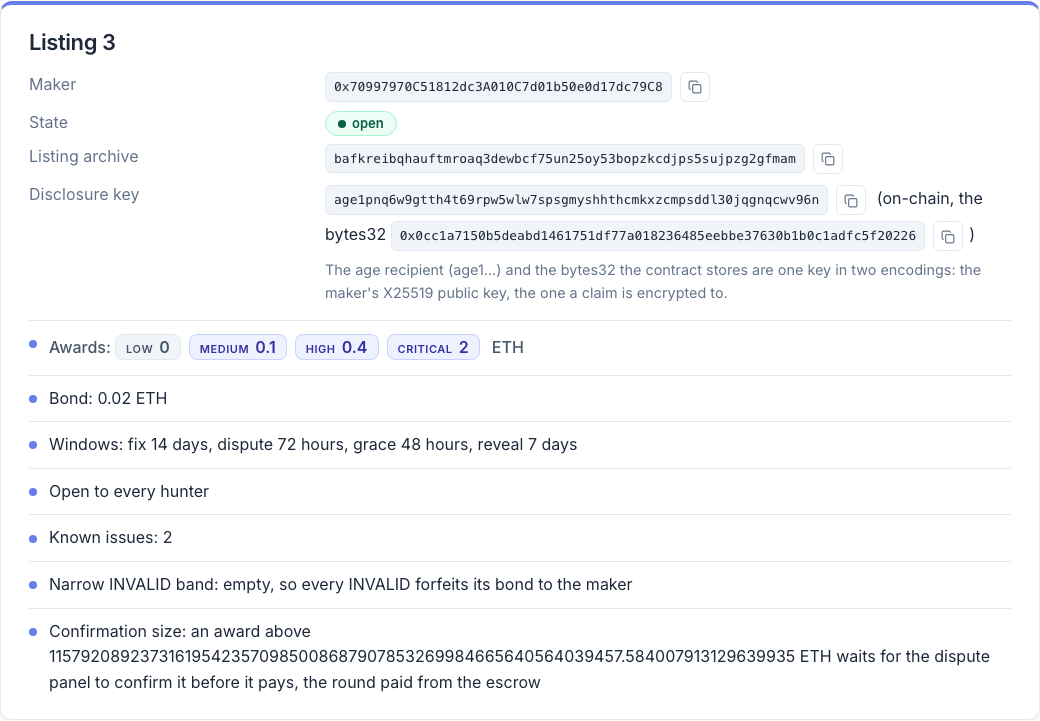 Listing 3
Maker 0x70997970C51812dc3A010C7d01b50e0d17dc79C8
State open
Listing archive bafkreibqhauftmroaq3dewbcf75un25oy53bopzkcdjps5sujpzg2gfmam
Disclosure key age1pnq6w9gtth4t69rpw5wlw7spsgmyshhthcmkxzcmpsddl30jqgnqcwv96n (on-chain, the
bytes32 0x0cc1a7150b5deabd1461751df77a018236485eebbe37630b1b0c1adfc5f20226 )
The age recipient (age1...) and the bytes32 the contract stores are one key in two encodings: the
maker's X25519 public key, the one a claim is encrypted to.
Awards: LOW 0 MEDIUM 0.1 HIGH 0.4 CRITICAL 2 ETH
Bond: 0.02 ETH
Windows: fix 14 days, dispute 72 hours, grace 48 hours, reveal 7 days
Open to every hunter
Known issues: 2
Narrow INVALID band: empty, so every INVALID forfeits its bond to the maker
Confirmation size: an award above
115792089237316195423570985008687907853269984665640564039457.584007913129639935 ETH waits for the dispute
panel to confirm it before it pays, the round paid from the escrow